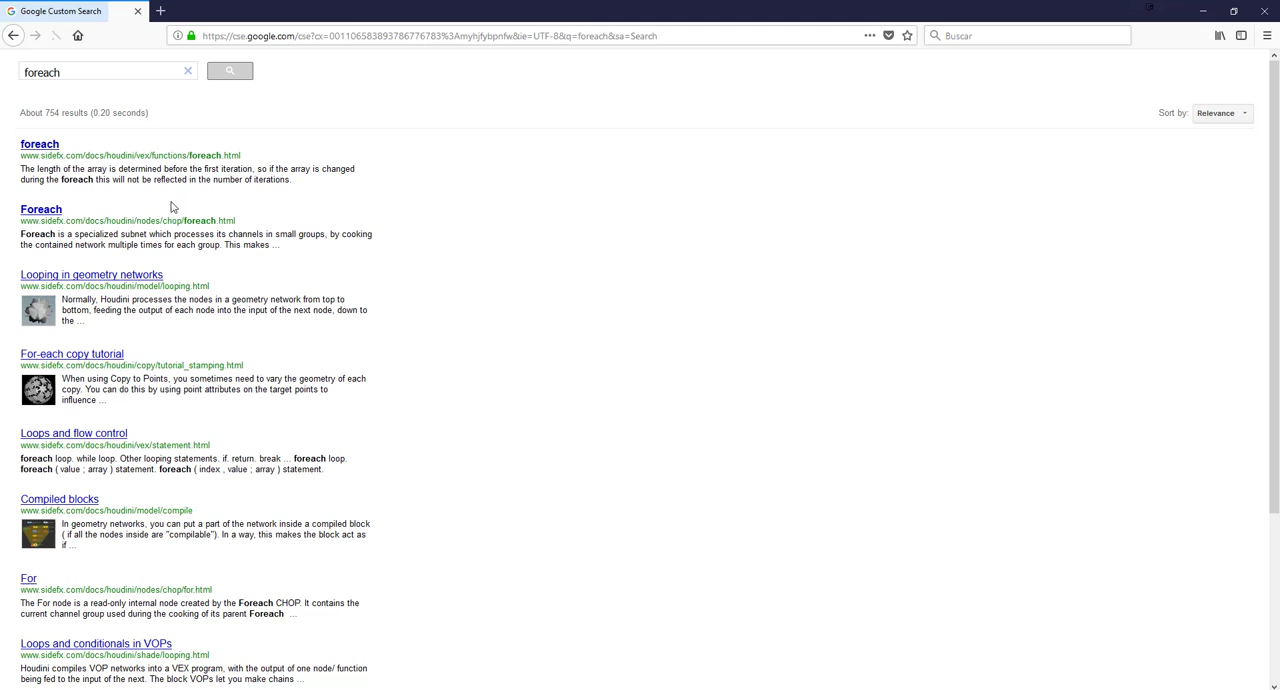 Google Custom Search
https://cse.google.com/cse?cx=001106583893786776783%3Amyhjfybpnfw&ie=UTF-8&q=foreach&sa=Search
Buscar
foreach
About 754 results (0.20 seconds)
Sort by: Relevance
foreach
www.sidefx.com/docs/houdini/vex/functions/foreach.html
The length of the array is determined before the first iteration, so if the array is changed
during the foreach this will not be reflected in the number of iterations.
Foreach
www.sidefx.com/docs/houdini/nodes/chop/foreach.html
Foreach is a specialized subnet which processes its channels in small groups, by cooking
the contained network multiple times for each group. This makes ...
Looping in geometry networks
www.sidefx.com/docs/houdini/model/looping.html
Normally, Houdini processes the nodes in a geometry network from top to
bottom, feeding the output of each node into the input of the next node, down to
the ...
For-each copy tutorial
www.sidefx.com/docs/houdini/copy/tutorial_stamping.html
When using Copy to Points, you sometimes need to vary the geometry of each
copy. You can do this by using point attributes on the target points to
influence ...
Loops and flow control
www.sidefx.com/docs/houdini/vex/statement.html
foreach loop. while loop. Other looping statements. if. return. break ... foreach loop.
foreach ( value ; array ) statement. foreach ( index , value ; array ) statement.
Compiled blocks
www.sidefx.com/docs/houdini/model/compile
In geometry networks, you can put a part of the network inside a compiled block
( if all the nodes inside are "compilable"). In a way, this makes the block act as
if ...
For
www.sidefx.com/docs/houdini/nodes/chop/for.html
The For node is a read-only internal node created by the Foreach CHOP. It contains the
current channel group used during the cooking of its parent Foreach ...
Loops and conditionals in VOPs
www.sidefx.com/docs/houdini/shade/looping.html
Houdini compiles VOP networks into a VEX program, with the output of one node/ function
being fed to the input of the next. The block VOPs let you make chains ...